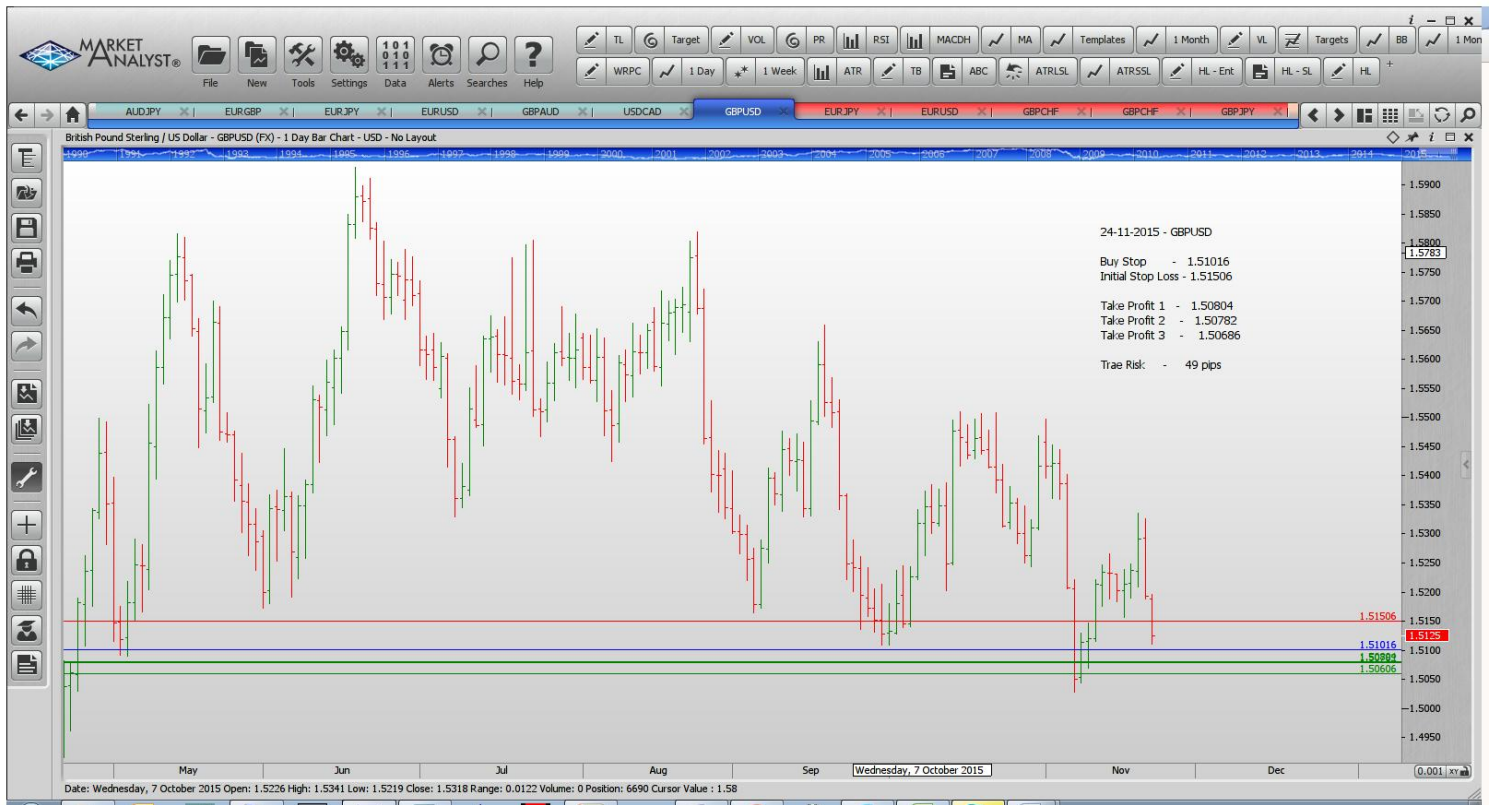 MARKET
ANALYST®
File New Tools Settings Data Alerts Searches Help
TL Target VOL PR RSI MACDH MA Templates 1 Month VL Targets BB 1 Mon
WRPC 1 Day 1 Week ATR TB ABC ATRLSL ATRSSL HL - Ent HL - SL HL
AUDJPY EURGBP EURJPY EURUSD GBPAUD USDCAD GBPUSD EURJPY EURUSD GBPCHF GBPCHF GBPJPY
British Pound Sterling / US Dollar - GBPUSD (FX) - 1 Day Bar Chart - USD - No Layout
1990 1991 1992 1993 1994 1995 1996 1997 1998 1999 2000 2001 2002 2003 2004 2005 2006 2007 2008 2009 2010 2011 2012 2013 2014 2015
24-11-2015 - GBPUSD
Buy Stop - 1.51016
Initial Stop Loss - 1.51506
Take Profit 1 - 1.50804
Take Profit 2 - 1.50782
Take Profit 3 - 1.50686
Trae Risk - 49 pips
1.5900
1.5850
1.5800
1.5783
1.5750
1.5700
1.5650
1.5600
1.5550
1.5500
1.5450
1.5400
1.5350
1.5300
1.5250
1.5200
1.51506
1.5150
1.5125
1.51016
1.5100
1.50606
1.5050
1.5000
1.4950
May Jun Jul Aug Sep Wednesday, 7 October 2015 Nov Dec
0.001 XY
Date: Wednesday, 7 October 2015 Open: 1.5226 High: 1.5341 Low: 1.5219 Close: 1.5318 Range: 0.0122 Volume: 0 Position: 6690 Cursor Value : 1.58